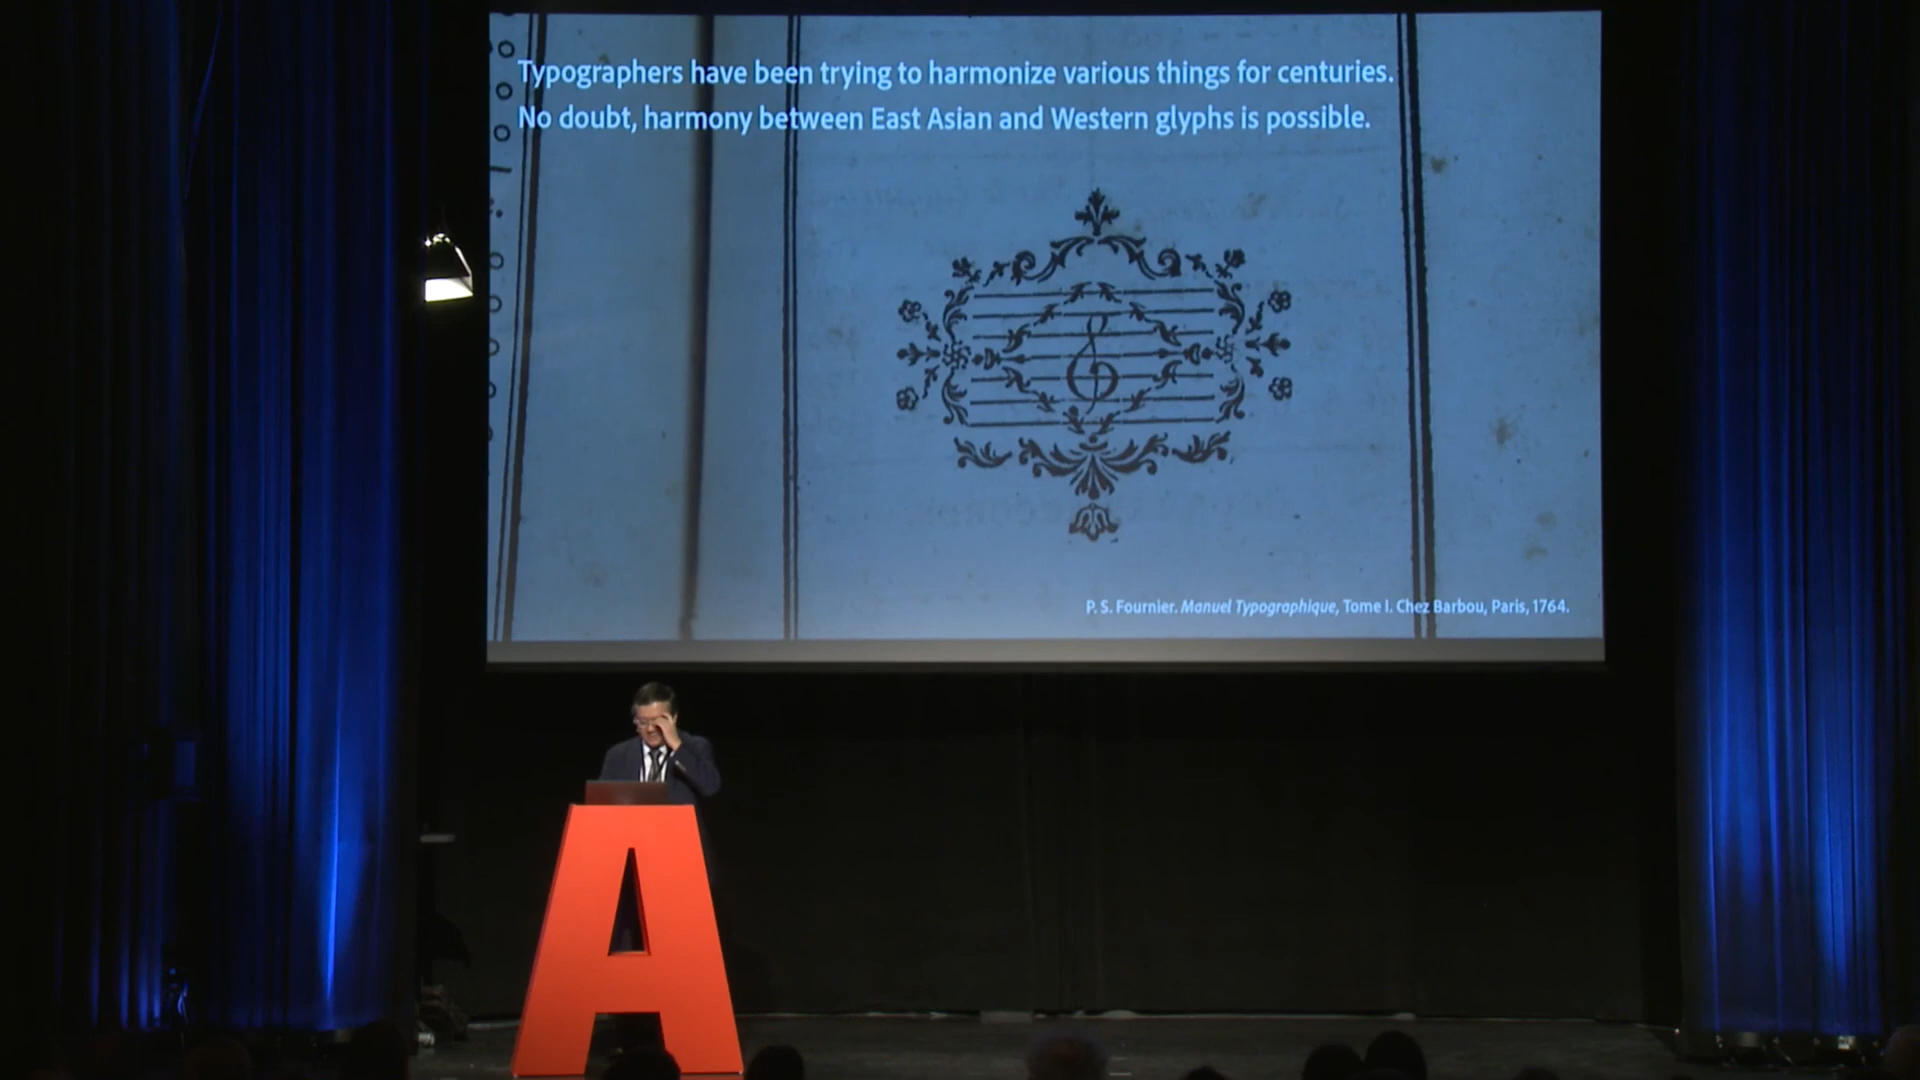 Typographers have been trying to harmonize various things for centuries.
No doubt, harmony between East Asian and Western glyphs is possible.
P. S. Fournier. Manuel Typographique, Tome I. Chez Barbou, Paris, 1764.
A